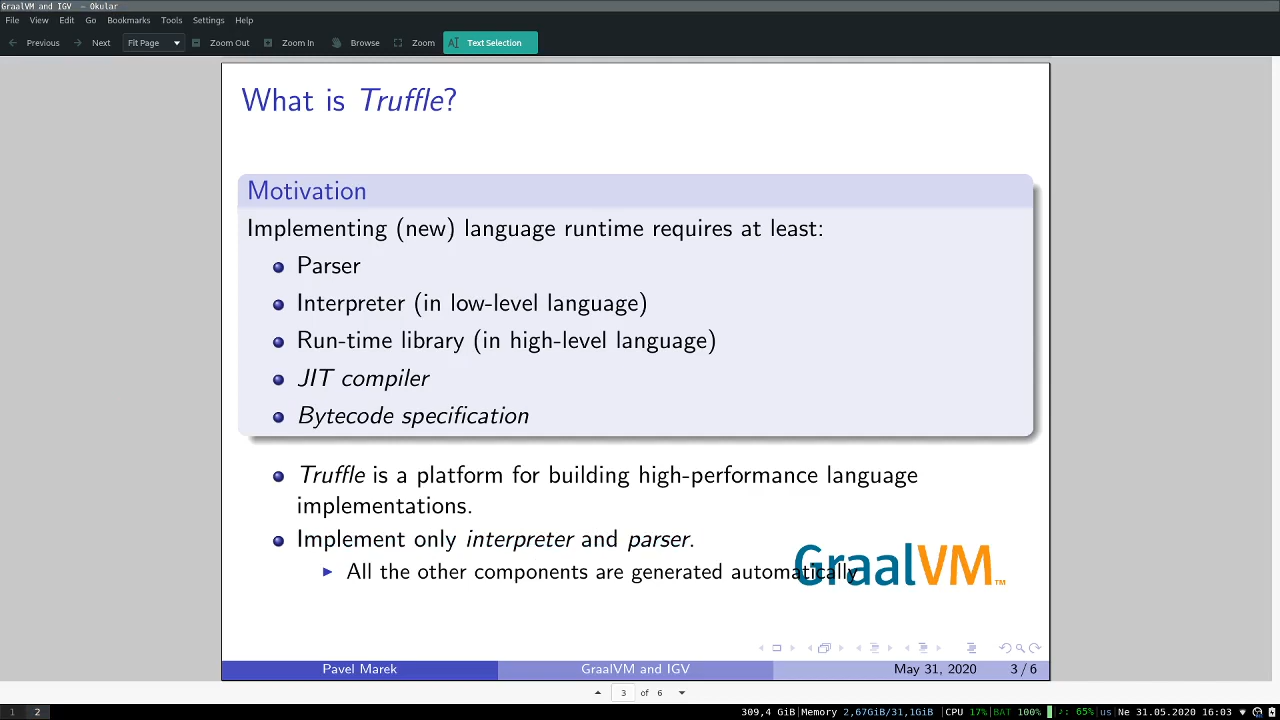 GraalVM and IGV – Okular
File View Edit Go Bookmarks Tools Settings Help
Previous Next Fit Page Zoom Out Zoom In Browse Zoom Text Selection
What is Truffle?
Motivation
Implementing (new) language runtime requires at least:
Parser
Interpreter (in low-level language)
Run-time library (in high-level language)
JIT compiler
Bytecode specification
Truffle is a platform for building high-performance language
implementations.
Implement only interpreter and parser.
All the other components are generated automatically
GraalVM™
Pavel Marek GraalVM and IGV May 31, 2020 3 / 6
3 of 6
1 2 309,4 GiB|Memory 2,67GiB/31,1GiB |CPU 17%|BAT 100% |♪: 65%|us|Ne 31.05.2020 16:03